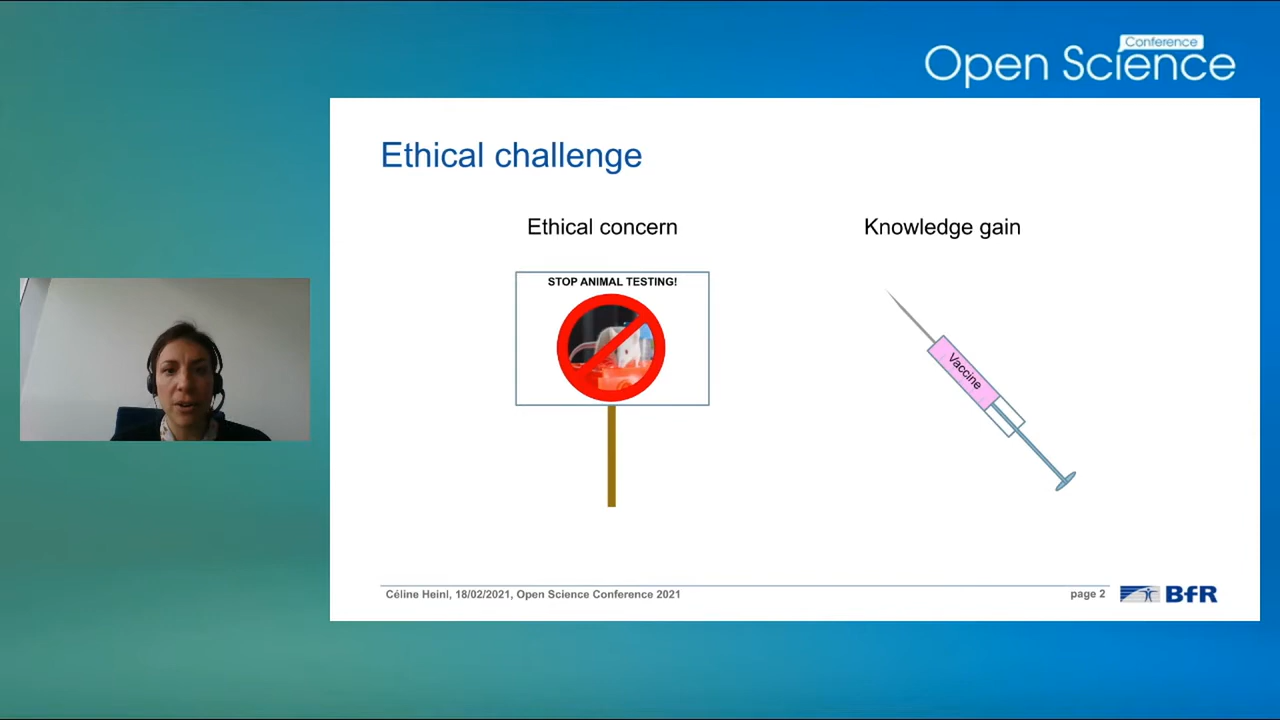 Conference
Open Science
Ethical challenge
Ethical concern
Knowledge gain
STOP ANIMAL TESTING!
Vaccine
Céline Heinl, 18/02/2021, Open Science Conference 2021
page 2
BfR